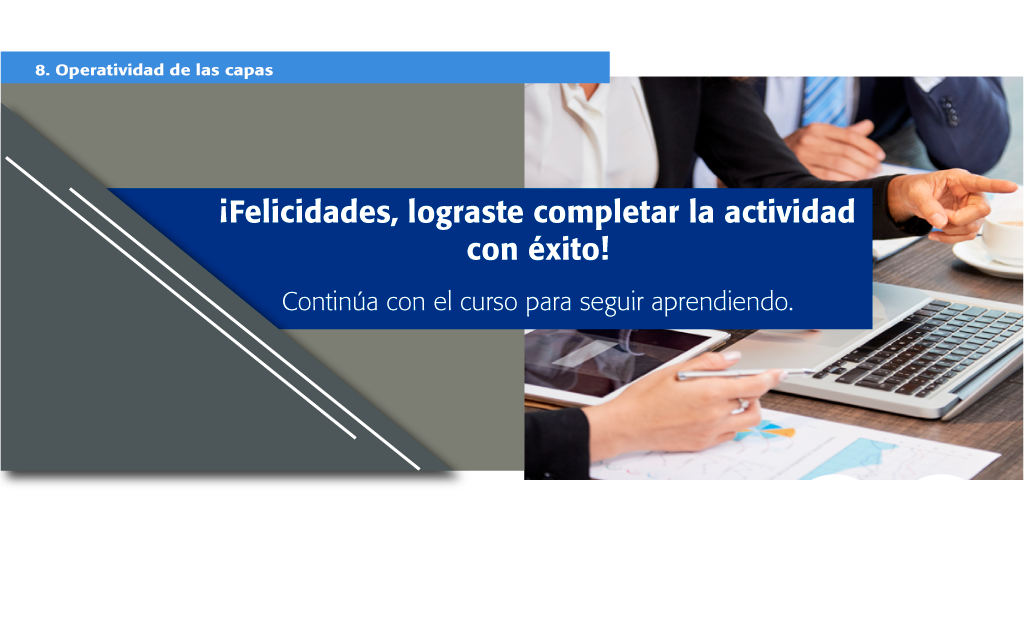 8. Operatividad de las capas
¡Felicidades, lograste completar la actividad
con éxito!
Continúa con el curso para seguir aprendiendo.